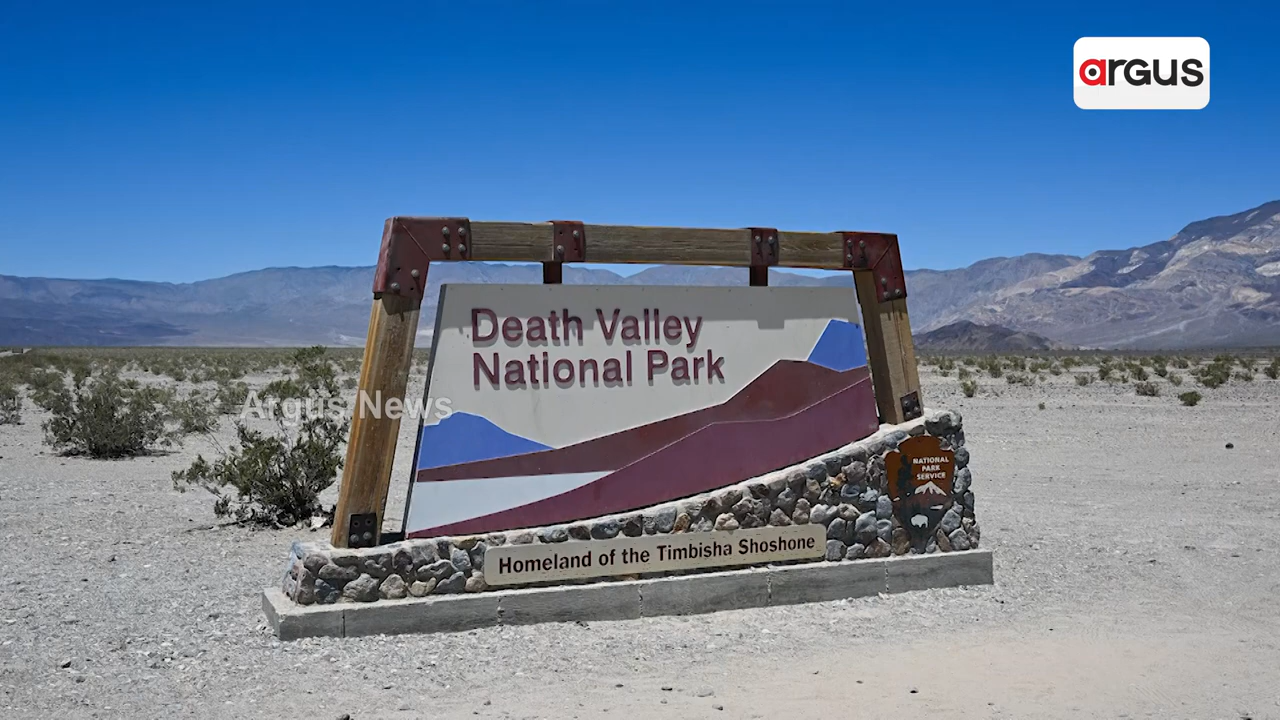 argus
Death Valley
National Park
Argus News
NATIONAL
PARK
SERVICE
Homeland of the Timbisha Shoshone